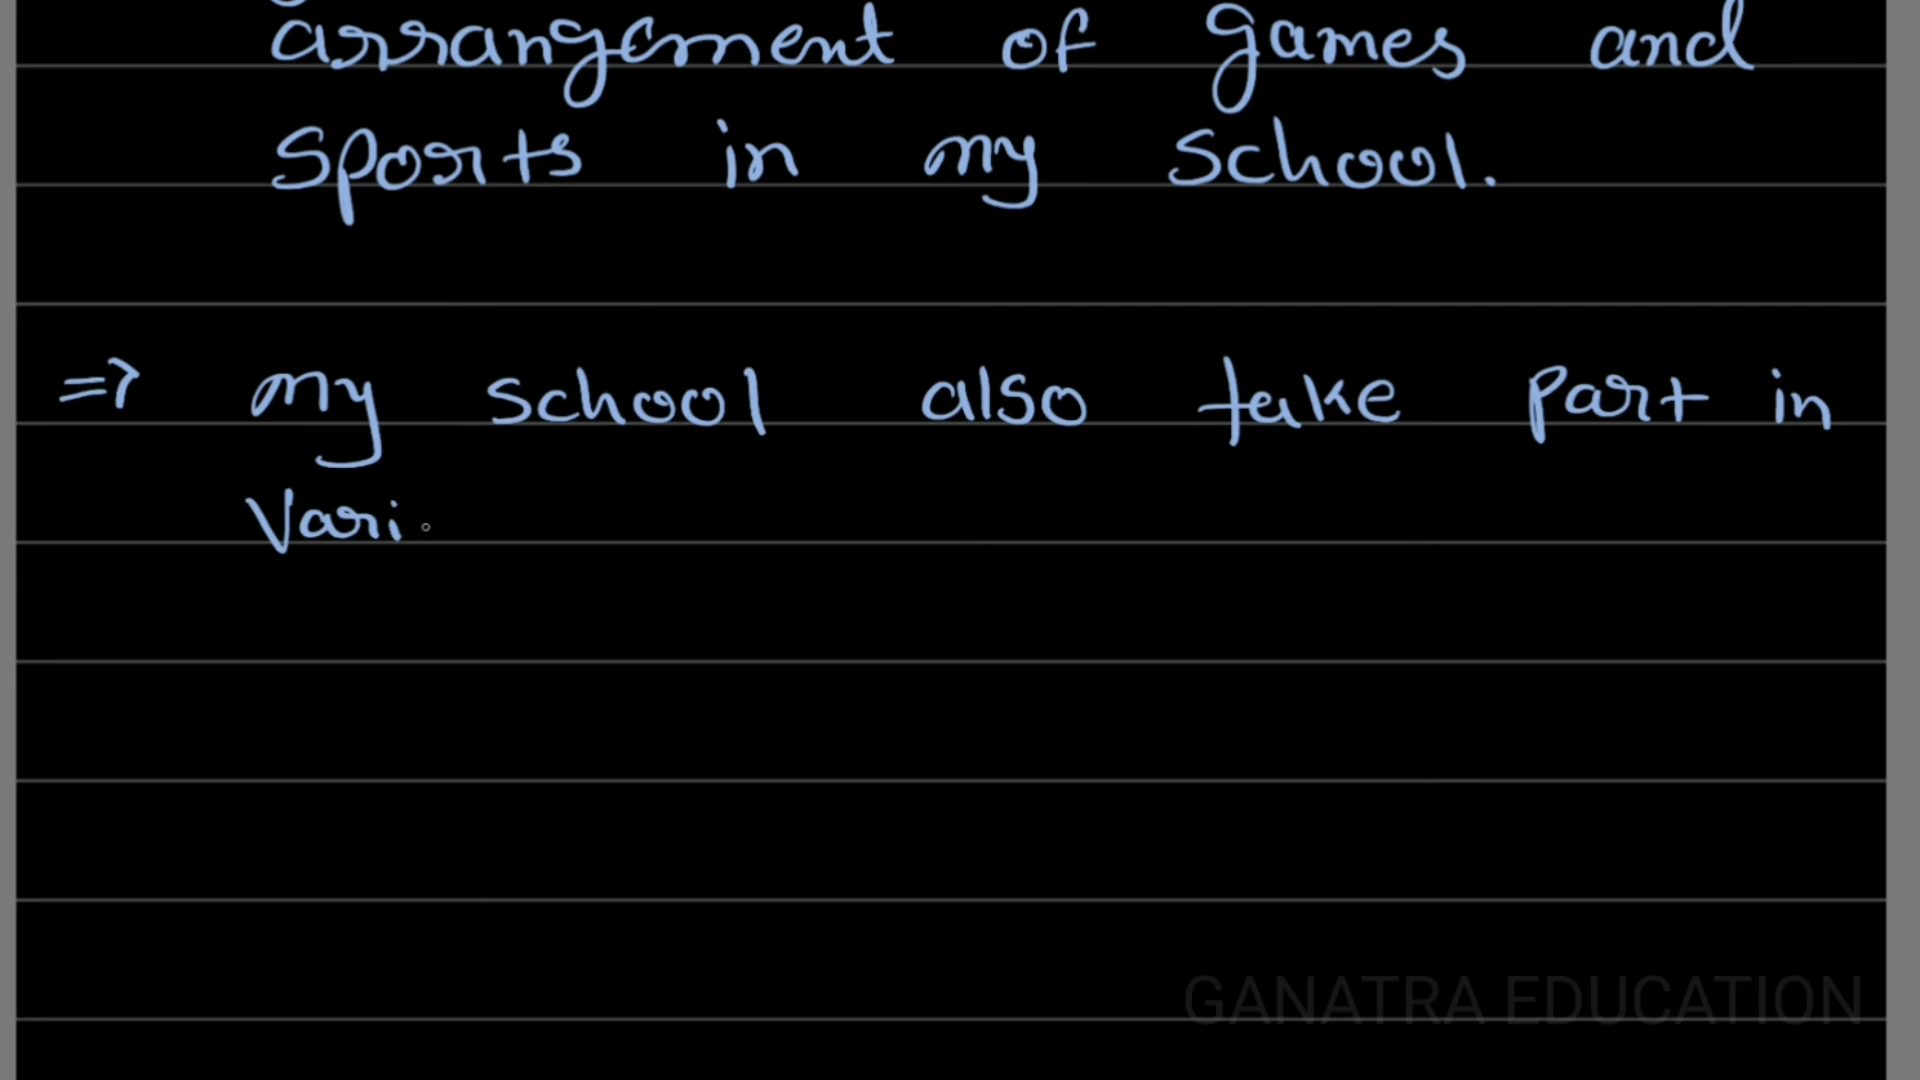 arrangement of games and
Sports in my School.
=> my school also take part in
Vari
GANATRA EDUCATION